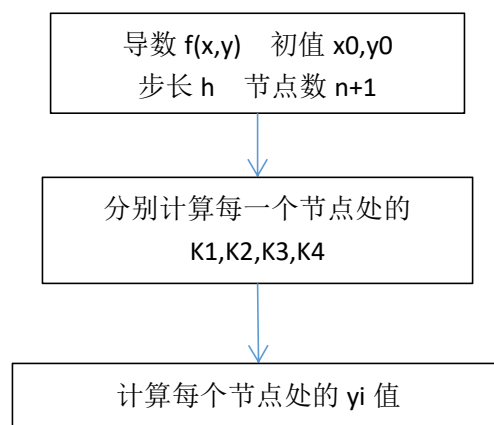 导数 f(x,y) 初值 x0,y0
步长 h 节点数 n+1
分别计算每一个节点处的
K1,K2,K3,K4
计算每个节点处的 yi 值